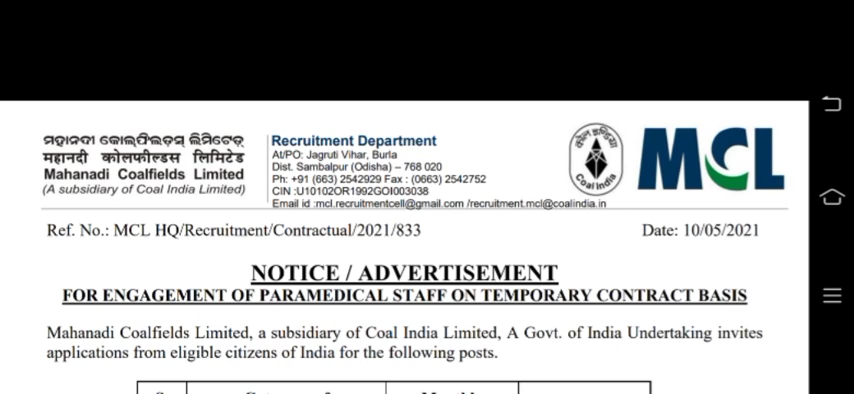 ମହାନଦୀ କୋଲଫିଲଡ଼ସ୍ ଲିମିଟେଡ଼
महानदी कोलफील्डस लिमिटेड
Mahanadi Coalfields Limited
(A subsidiary of Coal India Limited)
Recruitment Department
At/PO: Jagruti Vihar, Burla
Dist. Sambalpur (Odisha) – 768 020
Ph: +91 (663) 2542929 Fax : (0663) 2542752
CIN :U10102OR1992GOI003038
Email id :mcl.recruitmentcell@gmail.com /recruitment.mcl@coalindia.in
कोल इण्डिया
Coal India
MCL
Ref. No.: MCL HQ/Recruitment/Contractual/2021/833
Date: 10/05/2021
NOTICE / ADVERTISEMENT
FOR ENGAGEMENT OF PARAMEDICAL STAFF ON TEMPORARY CONTRACT BASIS
Mahanadi Coalfields Limited, a subsidiary of Coal India Limited, A Govt. of India Undertaking invites
applications from eligible citizens of India for the following posts.